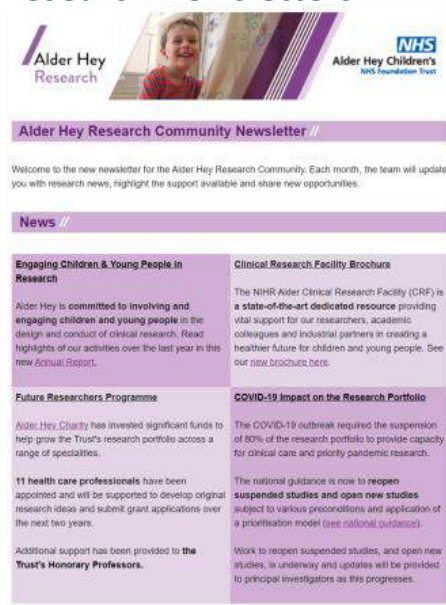 Alder Hey
Research
NHS
Alder Hey Children's
NHS Foundation Trust
Alder Hey Research Community Newsletter //
Welcome to the new newsletter for the Alder Hey Research Community. Each month, the team will update
you with research news, highlight the support available and share new opportunities.
News //
Engaging Children & Young People in
Research
Alder Hey is committed to involving and
engaging children and young people in the
design and conduct of clinical research. Read
highlights of our activities over the last year in this
new Annual Report.
Clinical Research Facility Brochure
The NIHR Alder Clinical Research Facility (CRF) is
a state-of-the-art dedicated resource providing
vital support for our researchers, academic
colleagues and industrial partners in creating a
healthier future for children and young people. See
our new brochure here.
Future Researchers Programme
Alder Hey Charity has invested significant funds to
help grow the Trust's research portfolio across a
range of specialities.
11 health care professionals have been
appointed and will be supported to develop original
research ideas and submit grant applications over
the next two years.
Additional support has been provided to the
Trust's Honorary Professors.
COVID-19 Impact on the Research Portfolio
The COVID-19 outbreak required the suspension
of 80% of the research portfolio to provide capacity
for clinical care and priority pandemic research.
The national guidance is now to reopen
suspended studies and open new studies
subject to various preconditions and application of
a prioritisation model (see national guidance).
Work to reopen suspended studies, and open new
studies, is underway and updates will be provided
to principal investigators as this progresses.